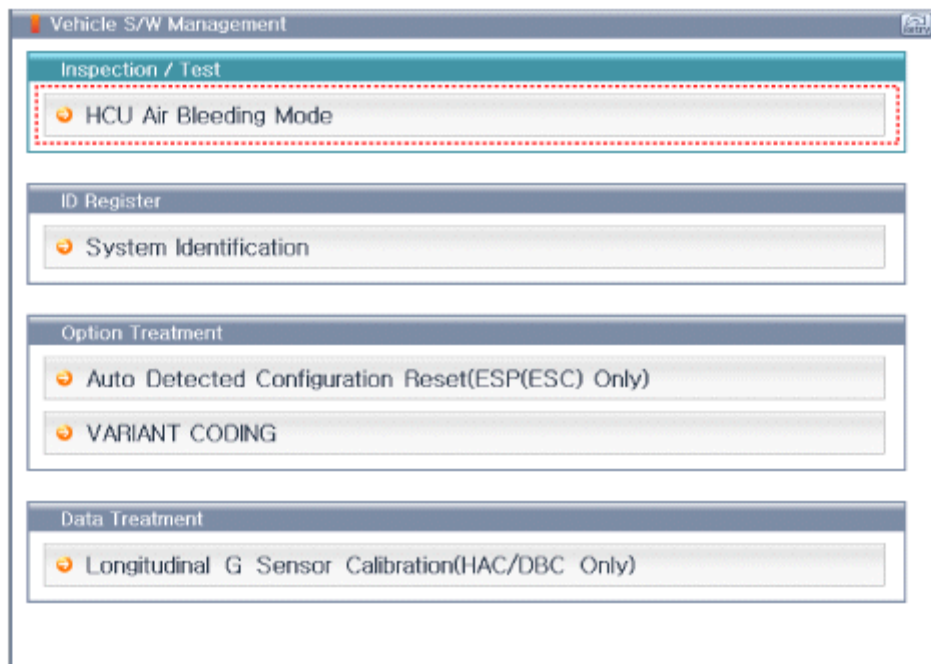 Vehicle S/W Management
Inspection / Test
HCU Air Bleeding Mode
ID Register
System Identification
Option Treatment
Auto Detected Configuration Reset(ESP(ESC) Only)
VARIANT CODING
Data Treatment
Longitudinal G Sensor Calibration(HAC/DBC Only)